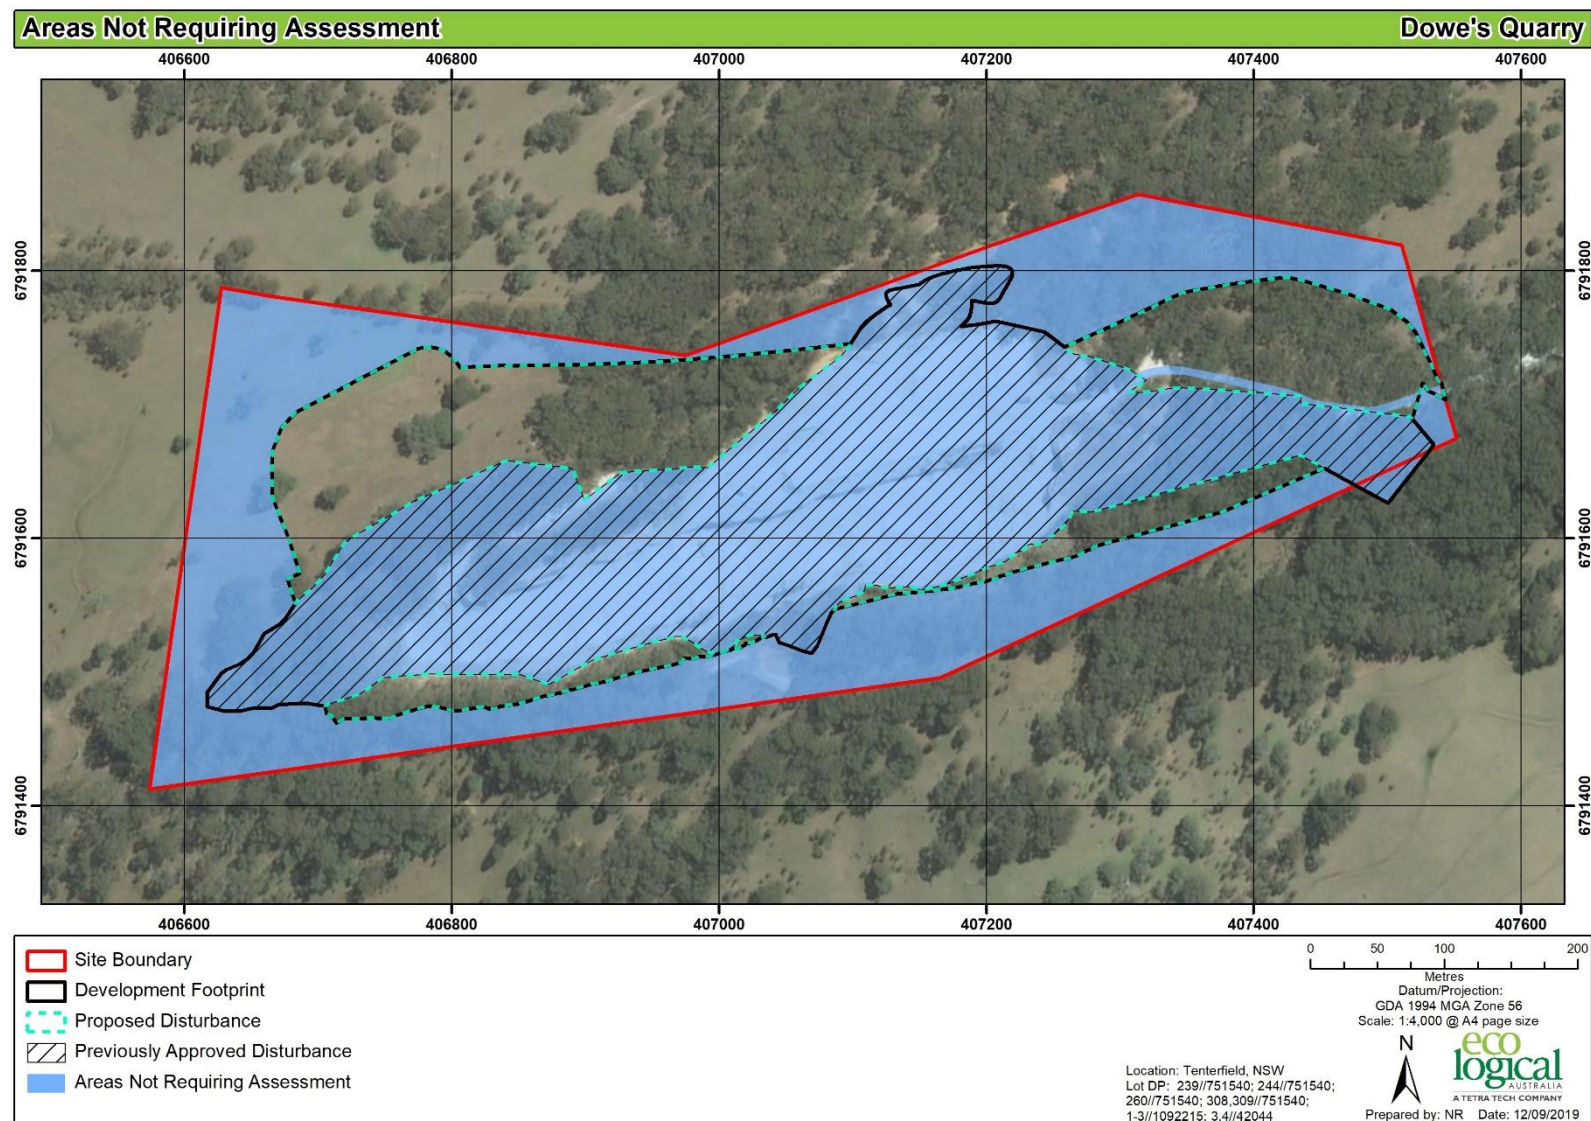 Areas Not Requiring Assessment Dowe's Quarry
406600 406800 407000 407200 407400 407600
6791800 6791800
6791600 6791600
6791400 6791400
406600 406800 407000 407200 407400 407600
Site Boundary
Development Footprint
Proposed Disturbance
Previously Approved Disturbance
Areas Not Requiring Assessment
0 50 100 200
Metres
Datum/Projection:
GDA 1994 MGA Zone 56
Scale: 1:4,000 @ A4 page size
N
eco
logical
AUSTRALIA
A TETRA TECH COMPANY
Location: Tenterfield, NSW
Lot DP: 239//751540; 244//751540;
260//751540; 308,309//751540;
1-3//1092215; 3,4//42044
Prepared by: NR Date: 12/09/2019